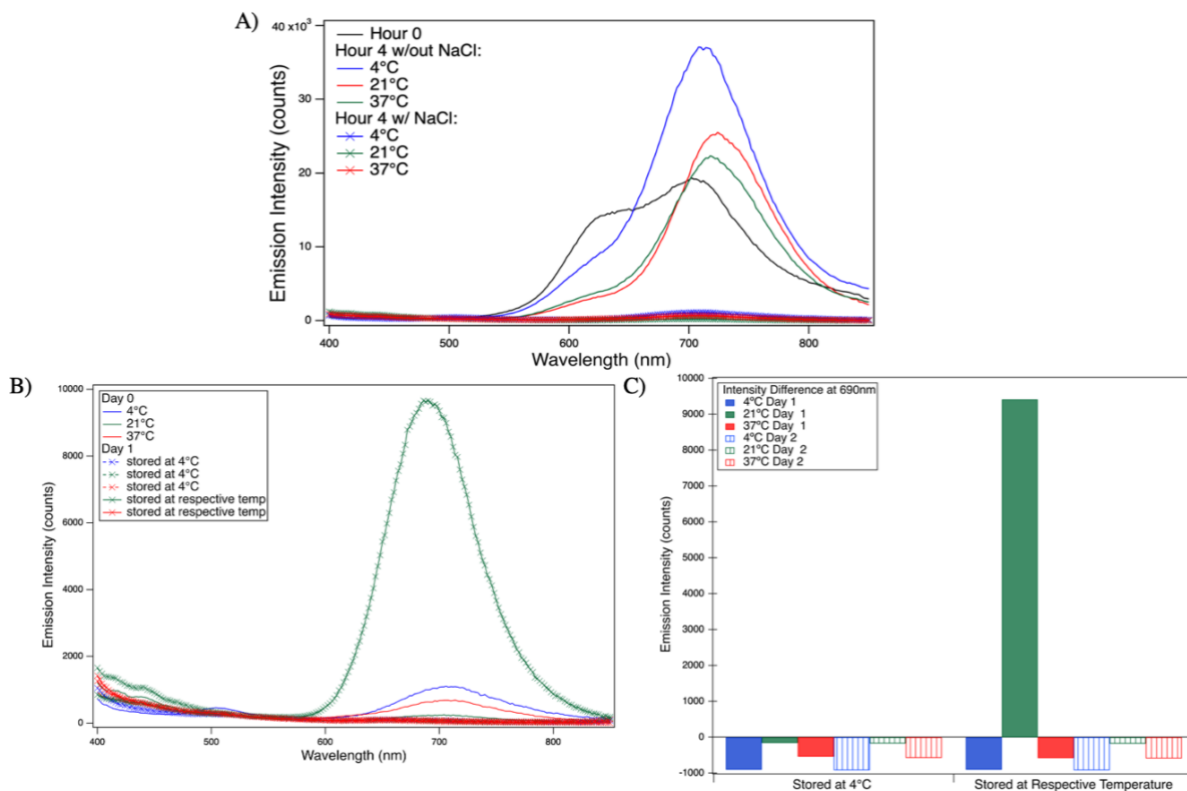 A)
40 x10³
30
20
10
0
Emission Intensity (counts)
Hour 0
Hour 4 w/out NaCl:
4°C
21°C
37°C
Hour 4 w/ NaCl:
4°C
21°C
37°C
400 500 600 700 800
Wavelength (nm)
B)
10000
8000
6000
4000
2000
0
Emission Intensity (counts)
Day 0
4°C
21°C
37°C
Day 1
stored at 4°C
stored at 4°C
stored at 4°C
stored at respective temp
stored at respective temp
400 500 600 700 800
Wavelength (nm)
C)
10000
9000
8000
7000
6000
5000
4000
3000
2000
1000
0
-1000
Emission Intensity (counts)
Intensity Difference at 690nm
4ºC Day 1
21ºC Day 1
37ºC Day 1
4ºC Day 2
21ºC Day 2
37ºC Day 2
Stored at 4°C Stored at Respective Temperature